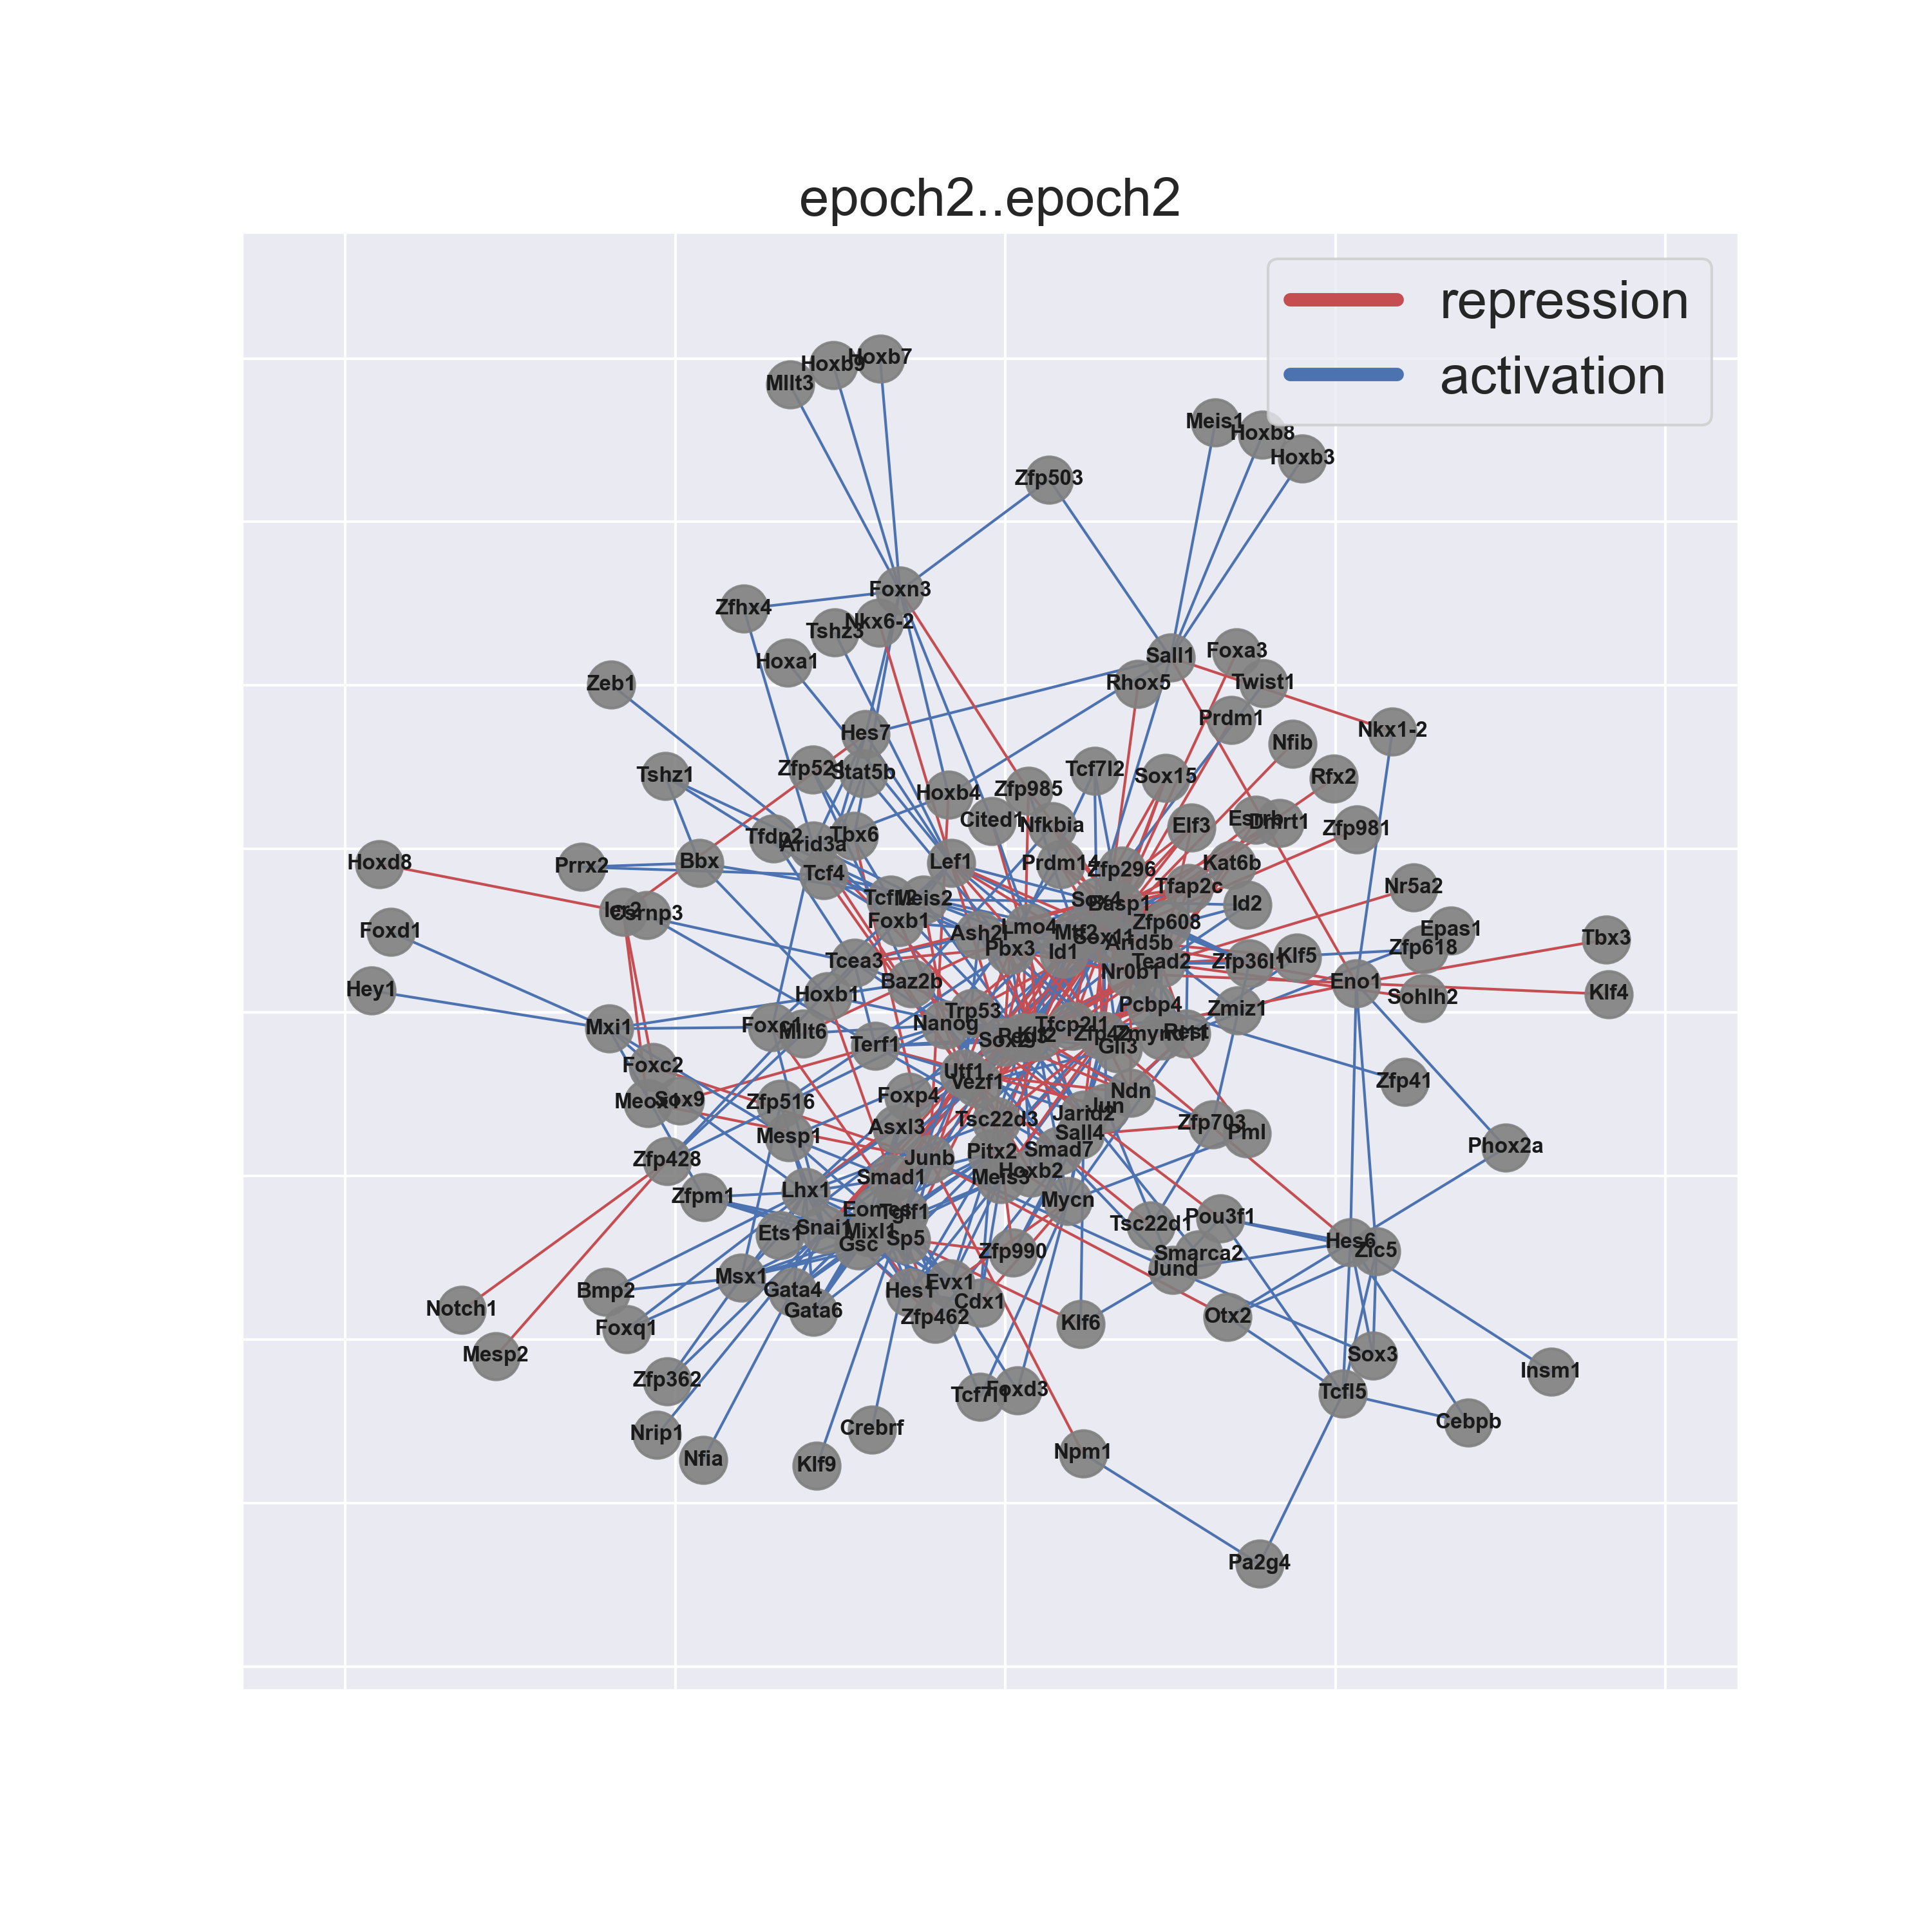 epoch2..epoch2
repression
activation
Hoxb7
Hoxb9
Mllt3
Meis1
Hoxb8
Hoxb3
Zfp503
Foxn3
Zfhx4
Nkx6-2
Tshz3
Hoxa1
Sall1
Foxa3
Zeb1
Rhox5
Twist1
Prdm1
Nkx1-2
Hes7
Nfib
Zfp521
Stat5b
Tshz1
Tcf7l2
Sox15
Rfx2
Hoxb4
Zfp985
Cited1
Nfkbia
Elf3
Esrrb
Dmrt1
Zfp981
Tfdp2
Arid3a
Tbx6
Hoxd8
Prrx2
Bbx
Tcf4
Lef1
Prdm14
Zfp296
Kat6b
Tfap2c
Nr5a2
Tcf12
Meis2
Sox4
Basp1
Id2
Ier2
Csrnp3
Foxb1
Zfp608
Foxd1
Ash2l
Lmo4
Mtf2
Sox11
Arid5b
Epas1
Tbx3
Zfp618
Pbx3
Id1
Klf5
Tcea3
Tead2
Zfp36l1
Nr0b1
Baz2b
Eno1
Hey1
Hoxb1
Klf4
Sohlh2
Pcbp4
Zmiz1
Trp53
Mxi1
Foxc1
Mllt6
Nanog
Tfcp2l1
Terf1
Sox2
Klf2
Zfp42
Zmynd11
Rest
Gli3
Foxc2
Utf1
Vezf1
Zfp41
Ndn
Meox1
Sox9
Zfp516
Foxp4
Jun
Jarid2
Mesp1
Asxl3
Tsc22d3
Sall4
Zfp703
Pml
Zfp428
Junb
Pitx2
Smad7
Phox2a
Smad1
Meis3
Hoxb2
Zfpm1
Lhx1
Mycn
Eomes
Tgif1
Tsc22d1
Pou3f1
Ets1
Snai1
Mixl1
Gsc
Sp5
Zfp990
Smarca2
Hes6
Zic5
Jund
Msx1
Bmp2
Gata4
Gata6
Hes1
Evx1
Cdx1
Zfp462
Notch1
Foxq1
Klf6
Otx2
Mesp2
Sox3
Insm1
Zfp362
Tcf7l1
Foxd3
Tcfl5
Cebpb
Nrip1
Crebrf
Nfia
Klf9
Npm1
Pa2g4